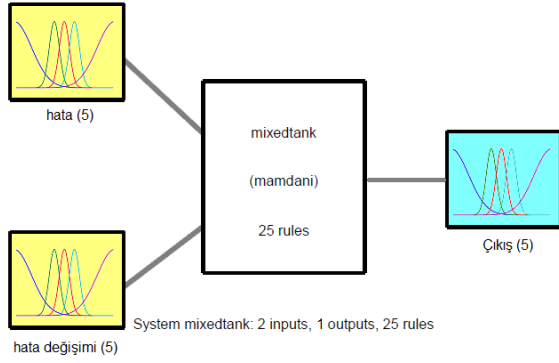 hata (5)
mixedtank
(mamdani)
25 rules
Çıkış (5)
hata değişimi (5)
System mixedtank: 2 inputs, 1 outputs, 25 rules